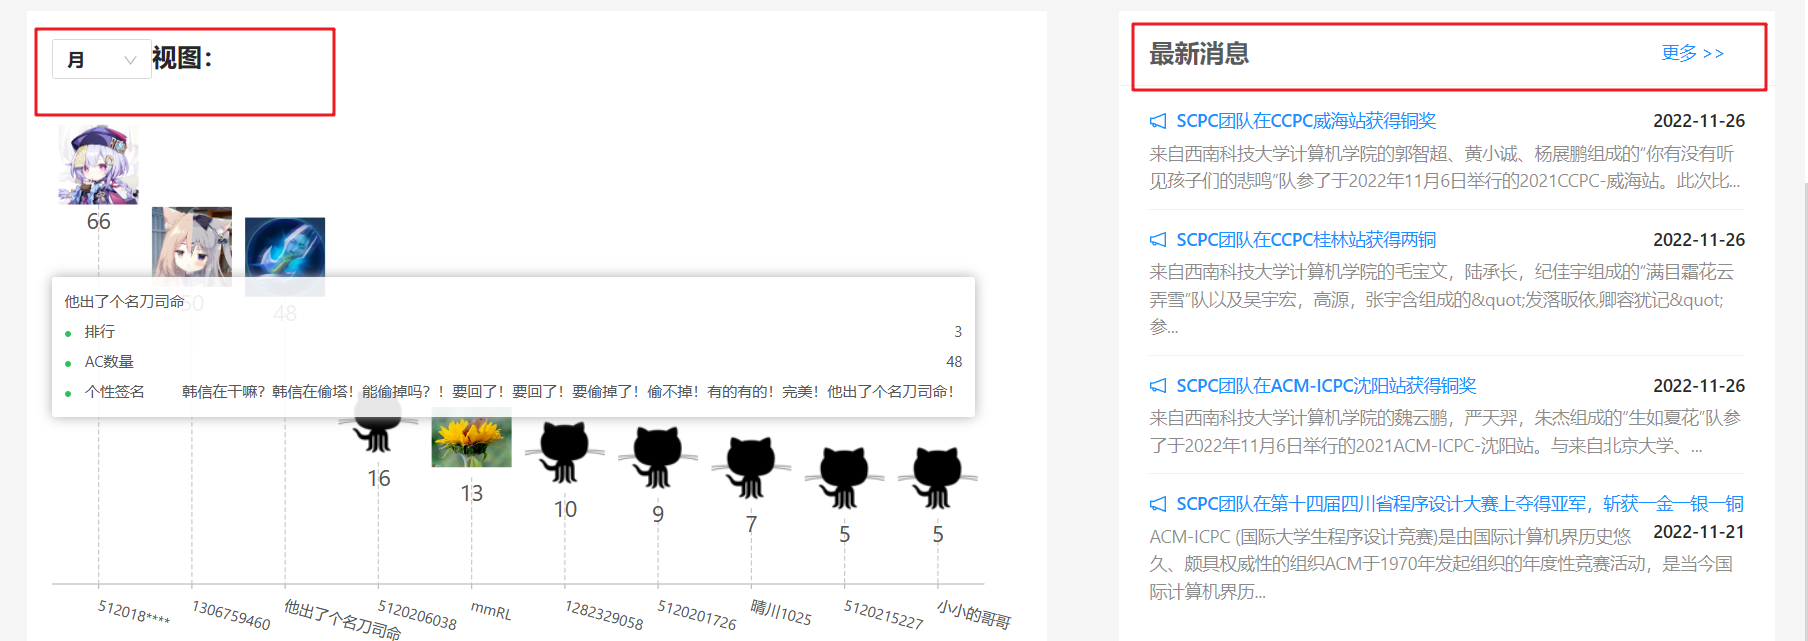 月
视图：
66
50
48
他出了个名刀司命
排行 3
AC数量 48
个性签名 韩信在干嘛？韩信在偷塔！能偷掉吗？！要回了！要回了！要偷掉了！偷不掉！有的有的！完美！他出了个名刀司命！
16
13
10
9
7
5
5
512018****
1306759460
他出了个名刀司命
5120206038
mmRL
1282329058
5120201726
晴川1025
5120215227
小小的哥哥
最新消息 更多 >>
SCPC团队在CCPC威海站获得铜奖 2022-11-26
来自西南科技大学计算机学院的郭智超、黄小诚、杨展鹏组成的“你有没有听
见孩子们的悲鸣”队参了于2022年11月6日举行的2021CCPC-威海站。此次比...
SCPC团队在CCPC桂林站获得两铜 2022-11-26
来自西南科技大学计算机学院的毛宝文，陆承长，纪佳宇组成的“满目霜花云
弄雪”队以及吴宇宏，高源，张宇含组成的&quot;发落昄依,卿容犹记&quot;
参...
SCPC团队在ACM-ICPC沈阳站获得铜奖 2022-11-26
来自西南科技大学计算机学院的魏云鹏，严天羿，朱杰组成的“生如夏花”队参
了于2022年11月6日举行的2021ACM-ICPC-沈阳站。与来自北京大学、...
SCPC团队在第十四届四川省程序设计大赛上夺得亚军，斩获一金一银一铜
2022-11-21
ACM-ICPC (国际大学生程序设计竞赛)是由国际计算机界历史悠
久、颇具权威性的组织ACM于1970年发起组织的年度性竞赛活动，是当今国
际计算机界历...